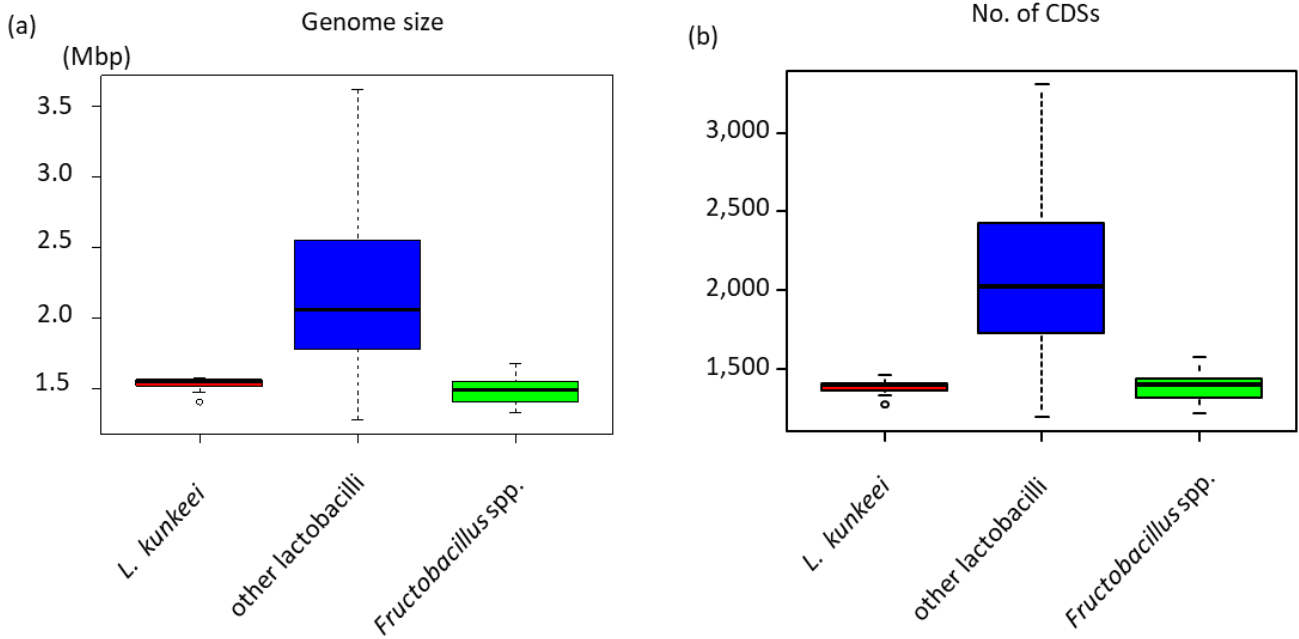 (a)
Genome size
(Mbp)
3.5
3.0
2.5
2.0
1.5
L. kunkeei
other lactobacilli
Fructobacillus spp.
(b)
No. of CDSs
3,000
2,500
2,000
1,500
L. kunkeei
other lactobacilli
Fructobacillus spp.